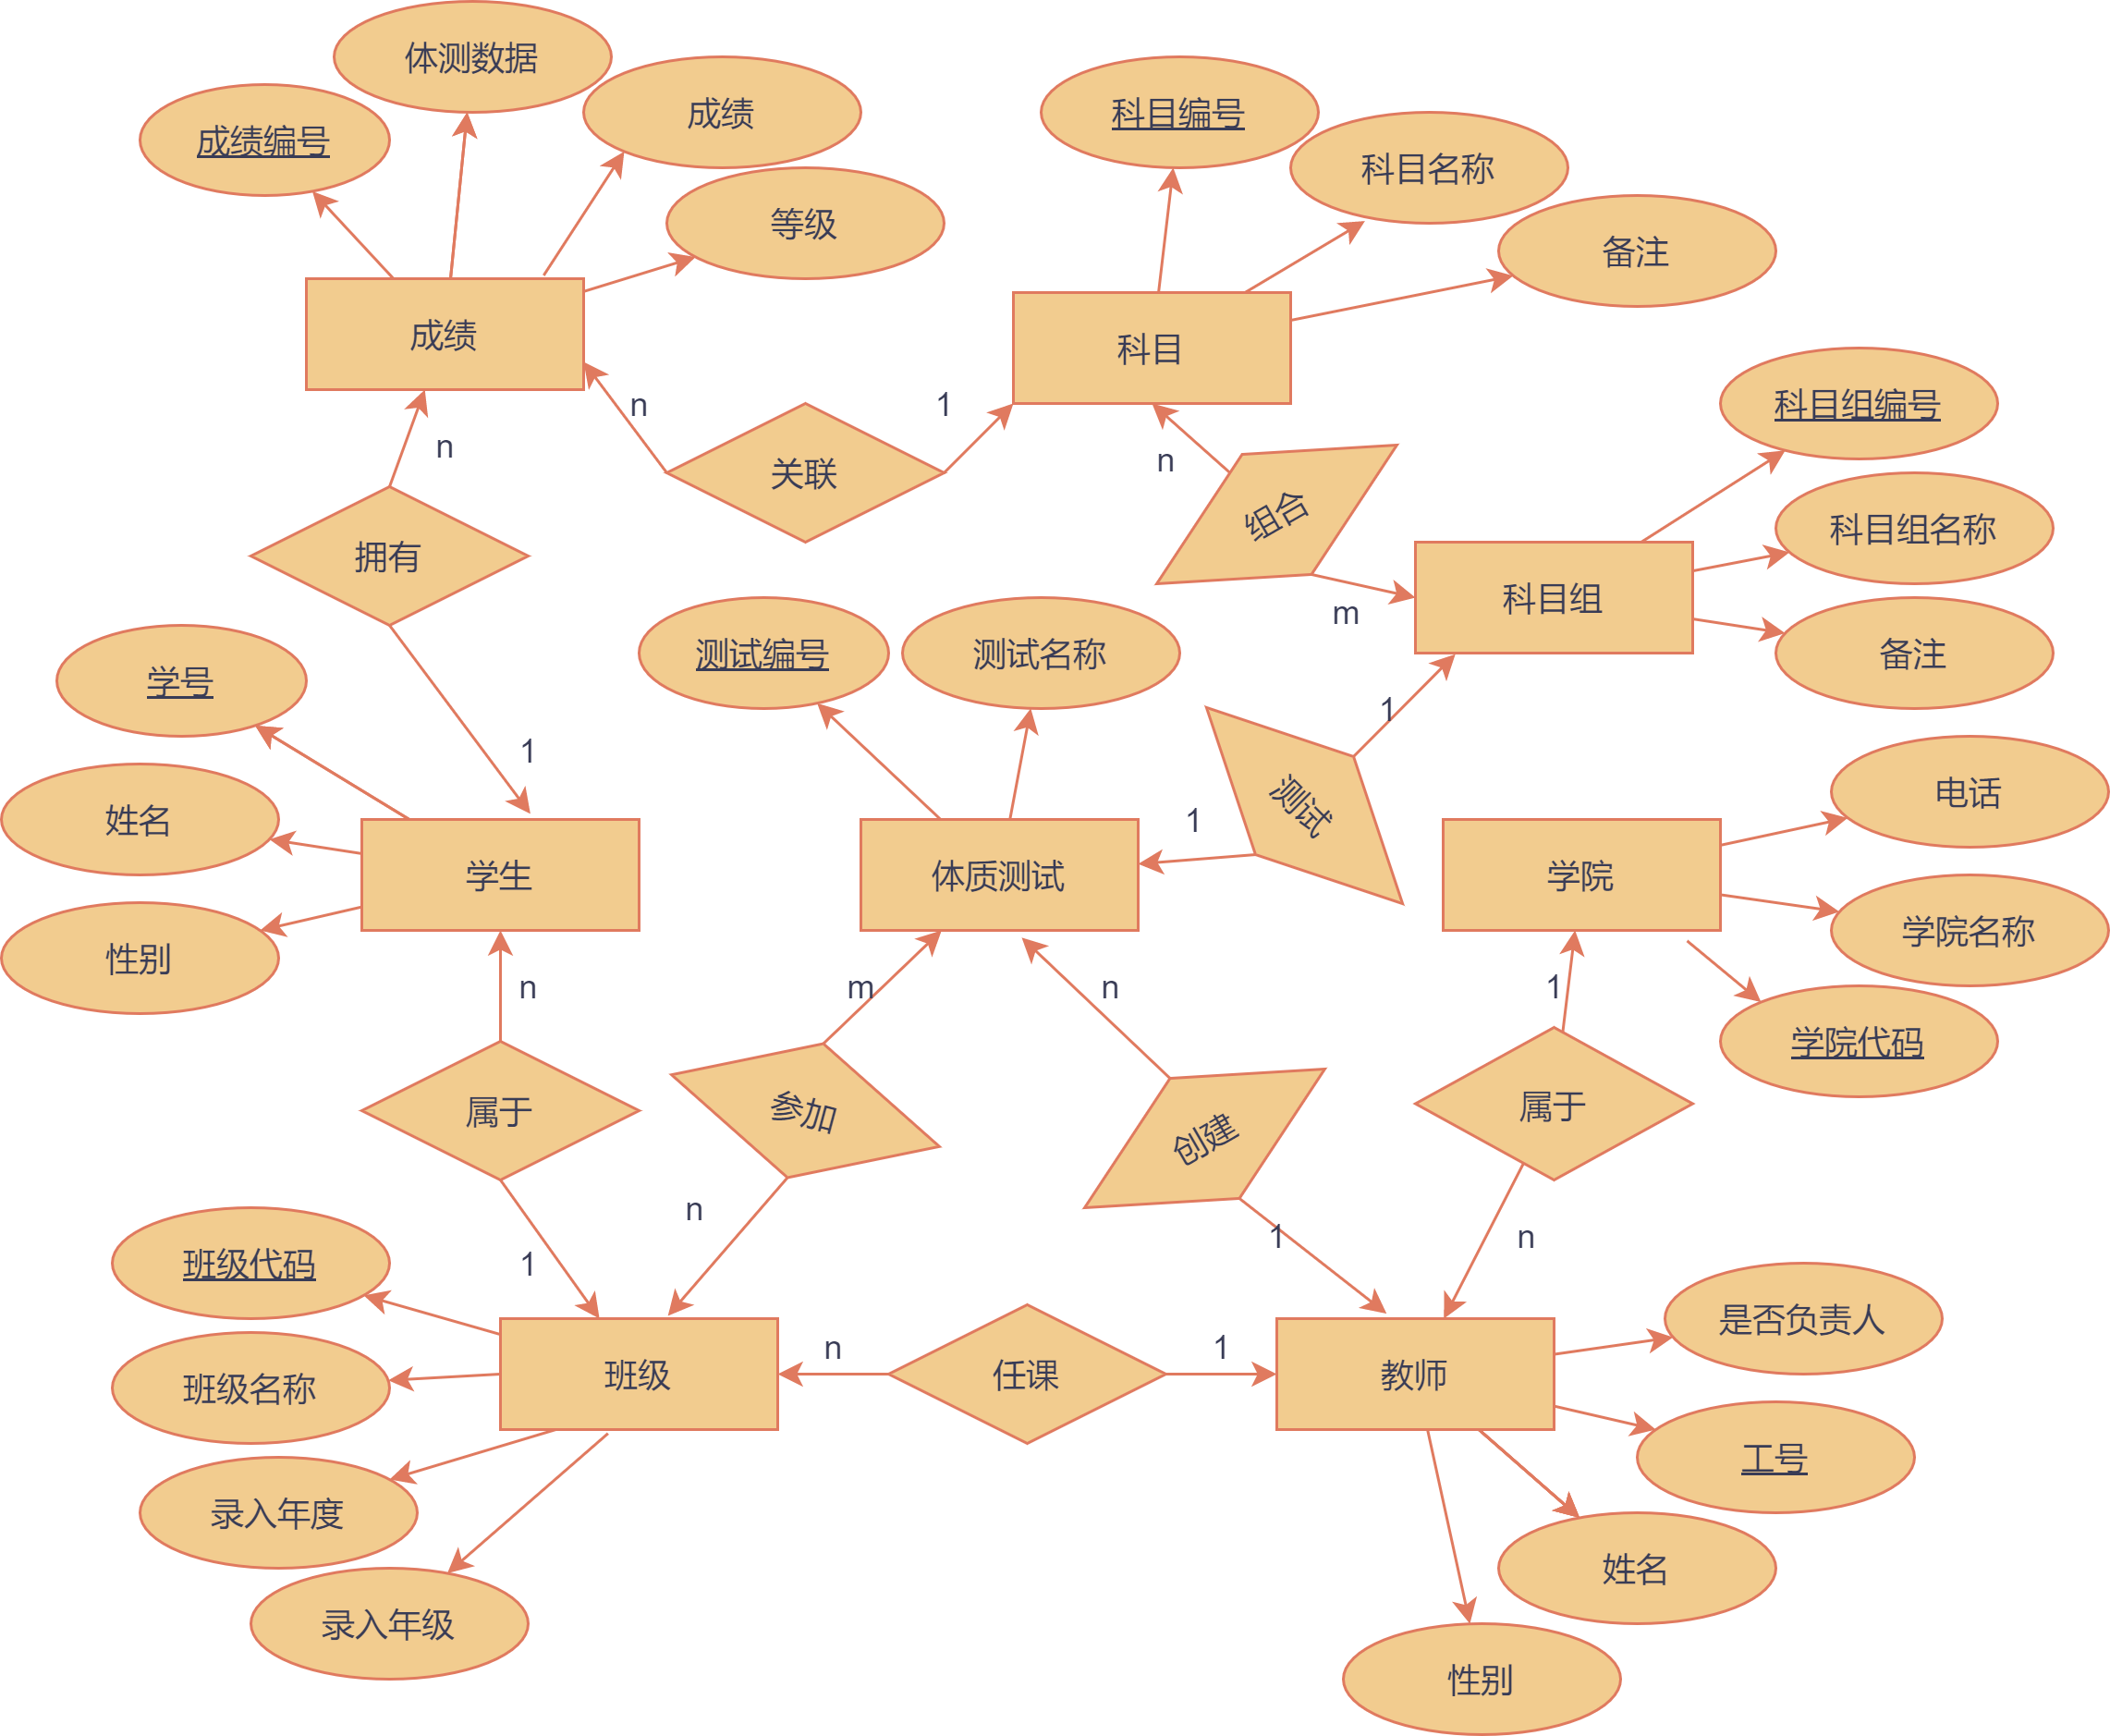 体测数据
成绩
科目编号
成绩编号
科目名称
等级
备注
成绩
科目
n
1
科目组编号
n
关联
n
组合
科目组名称
拥有
科目组
m
学号
测试编号
测试名称
备注
1
1
电话
姓名
1
测试
学生
体质测试
学院
学院名称
性别
n
m
n
1
学院代码
属于
参加
创建
属于
n
1
n
班级代码
1
是否负责人
n
1
班级名称
班级
任课
教师
工号
录入年度
姓名
录入年级
性别